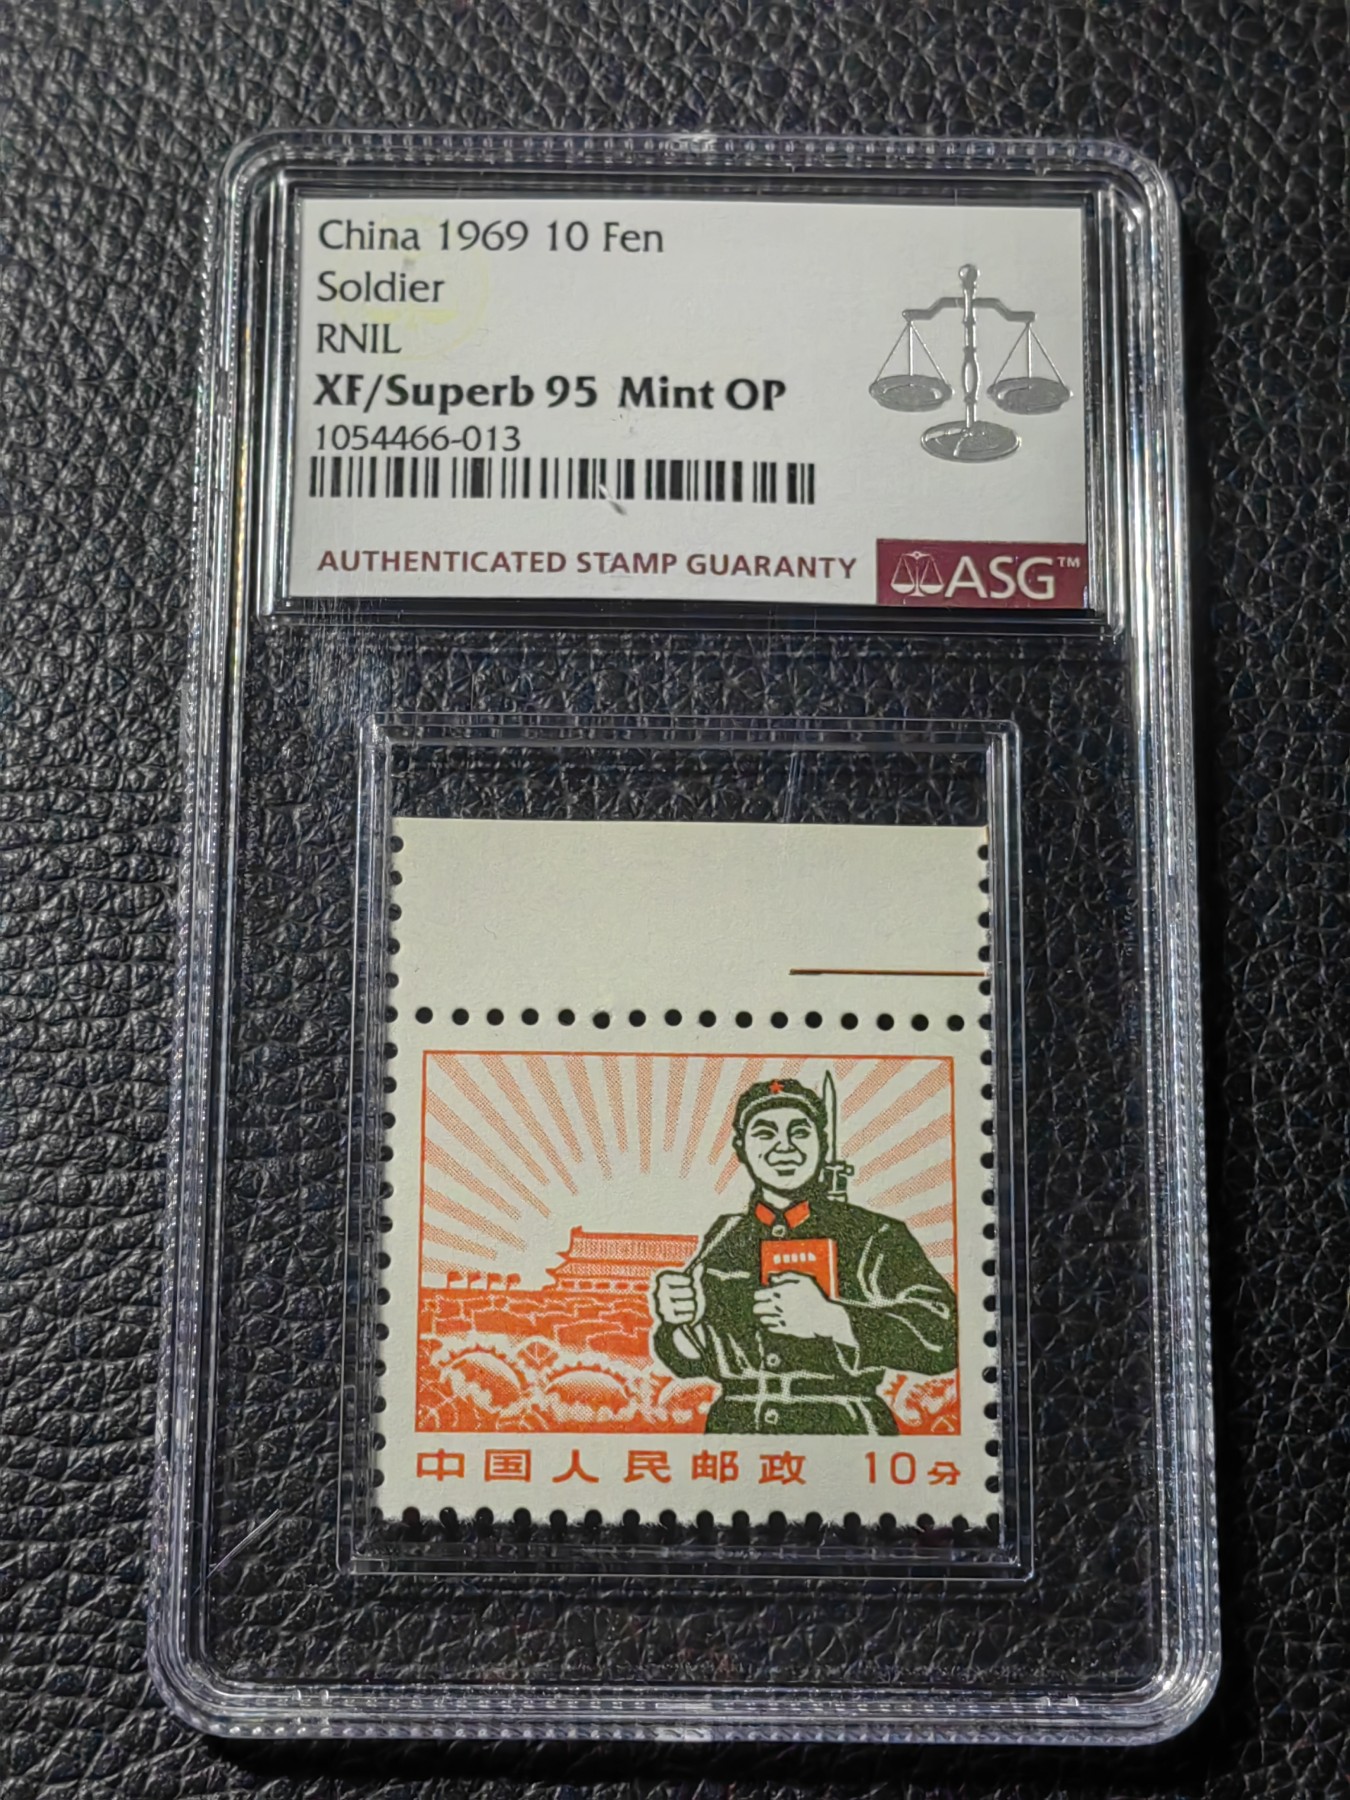 China 1969 10 Fen
Soldier
RNIL
XF/Superb 95 Mint OP
1054466-013
AUTHENTICATED STAMP GUARANTY
ASG™
中国人民邮政 10分